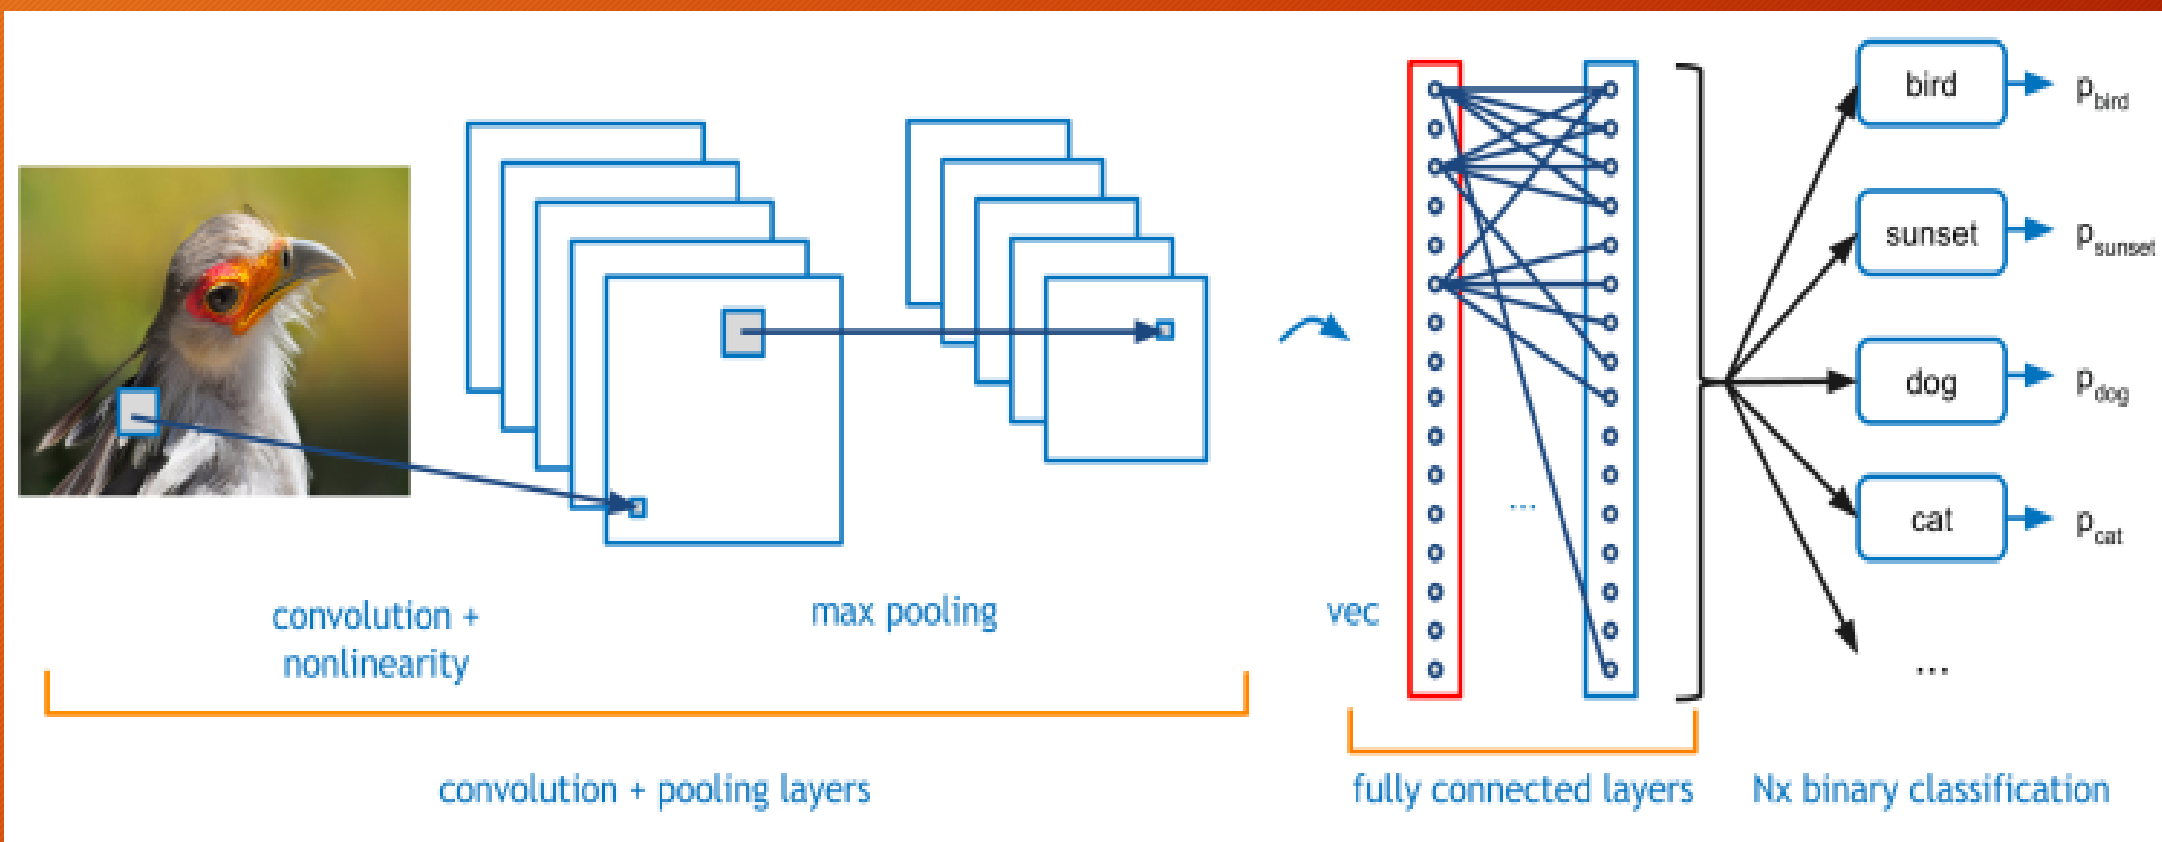 convolution +
nonlinearity
max pooling
vec
convolution + pooling layers
fully connected layers
Nx binary classification
...
bird
p_bird
sunset
p_sunset
dog
p_dog
cat
p_cat
...